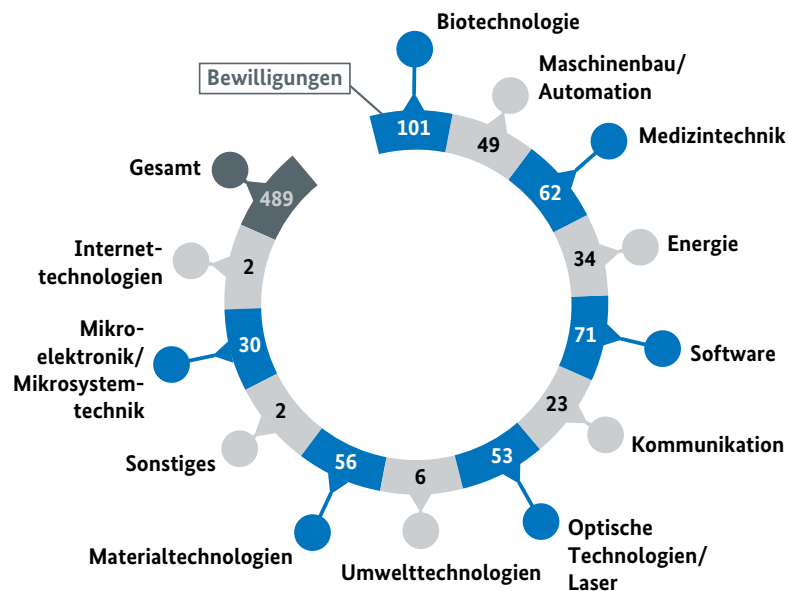 Bewilligungen
Biotechnologie
101
Maschinenbau/
Automation
49
Medizintechnik
62
Energie
34
Software
71
Kommunikation
23
Optische
Technologien/
Laser
53
Umwelttechnologien
6
Materialtechnologien
56
Sonstiges
2
Mikro-
elektronik/
Mikrosystem-
technik
30
Internet-
technologien
2
Gesamt
489